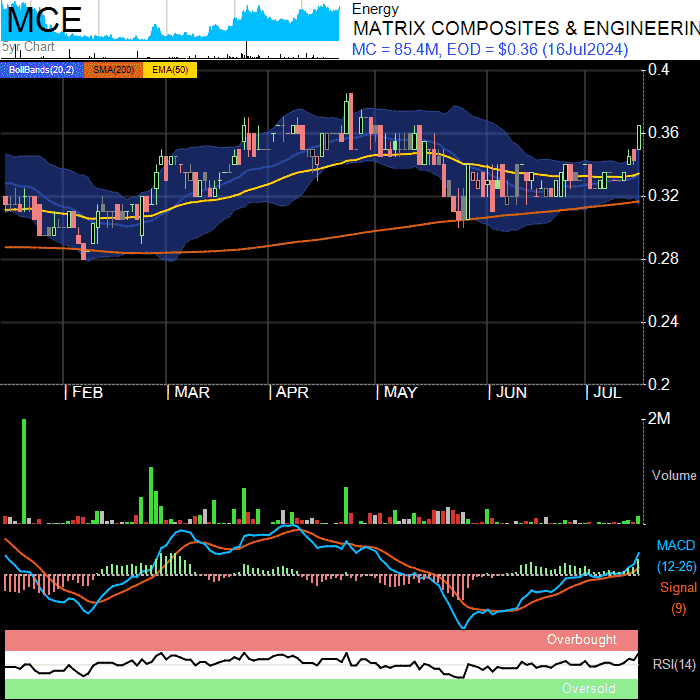 MCE
5yr Chart
Energy
MATRIX COMPOSITES & ENGINEERIN
MC = 85.4M, EOD = $0.36 (16Jul2024)
BollBands(20,2) SMA(200) EMA(50)
0.4
0.36
0.32
0.28
0.24
0.2
FEB MAR APR MAY JUN JUL
2M
Volume
MACD
(12-26)
Signal
(9)
Overbought
RSI(14)
Oversold